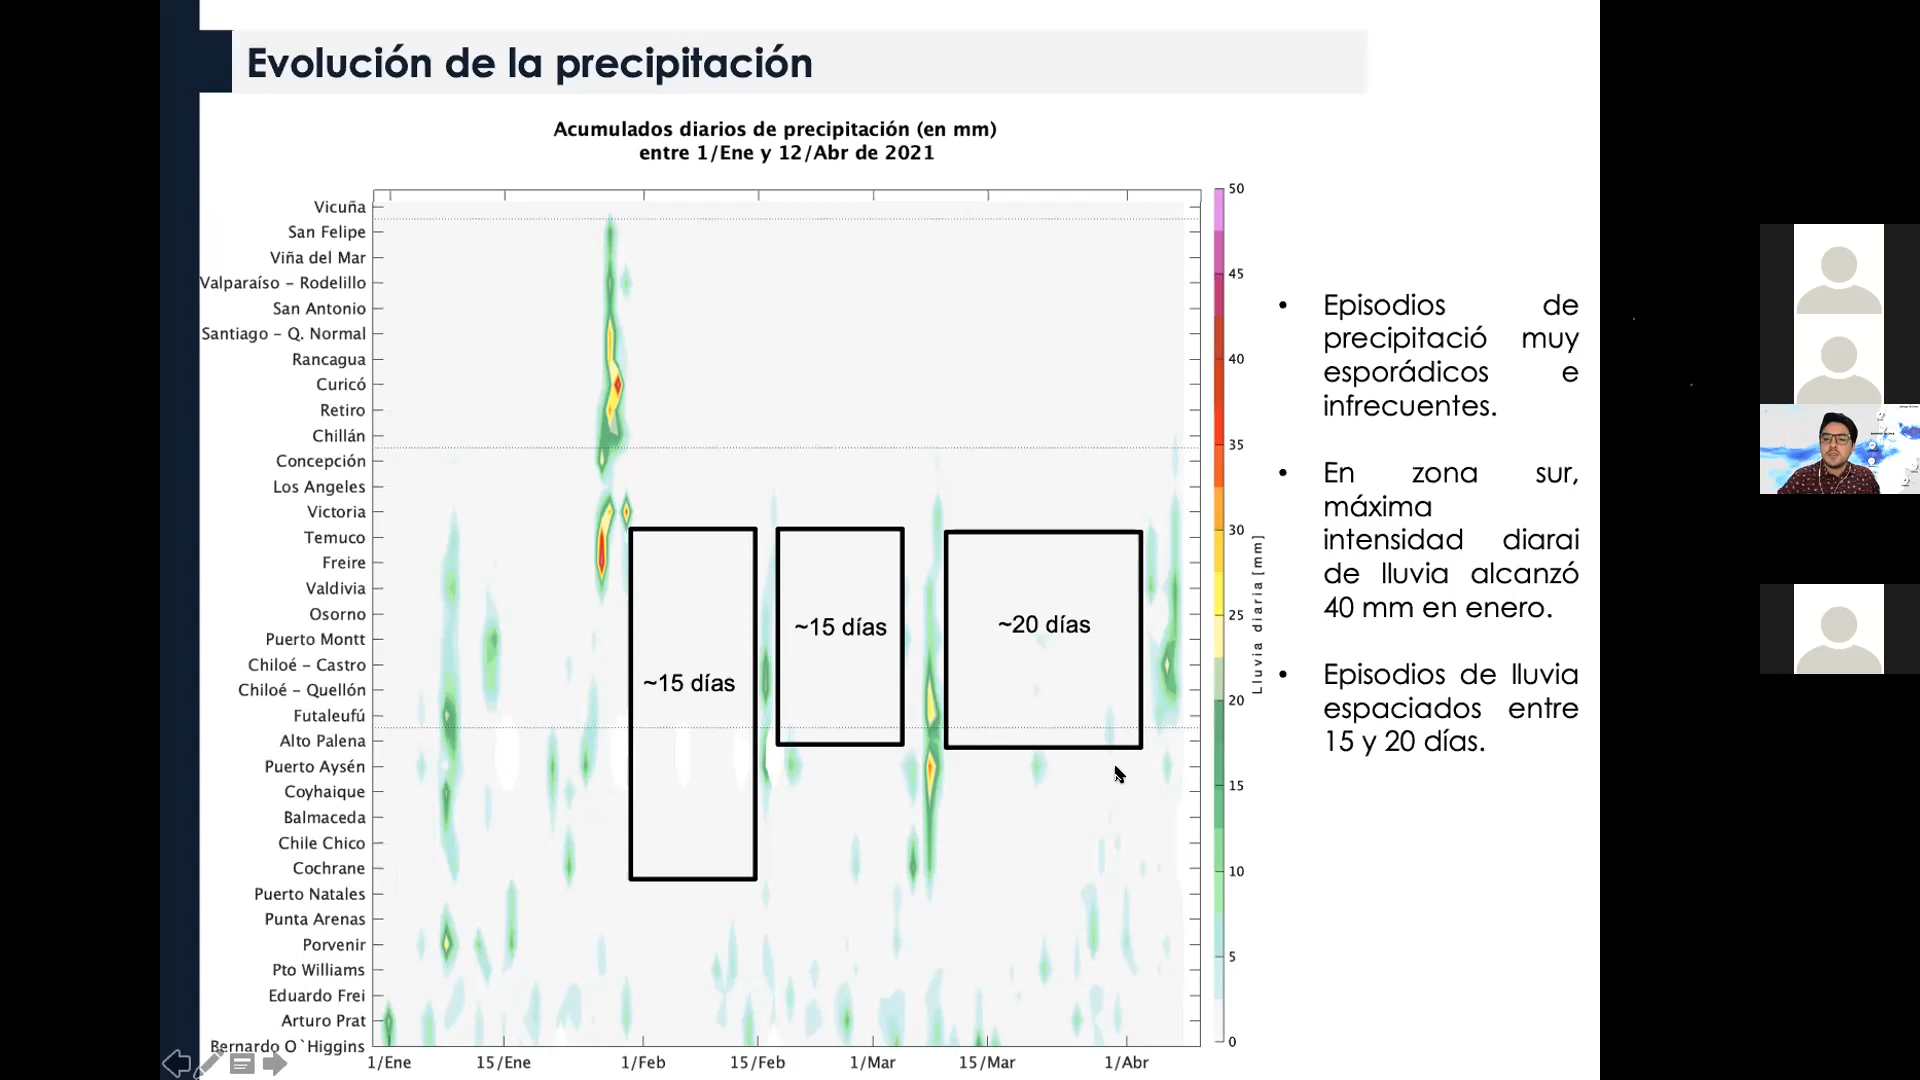 Evolución de la precipitación
Acumulados diarios de precipitación (en mm)
entre 1/Ene y 12/Abr de 2021
Vicuña
San Felipe
Viña del Mar
Valparaíso – Rodelillo
San Antonio
Santiago – Q. Normal
Rancagua
Curicó
Retiro
Chillán
Concepción
Los Angeles
Victoria
Temuco
Freire
Valdivia
Osorno
Puerto Montt
Chiloé – Castro
Chiloé – Quellón
Futaleufú
Alto Palena
Puerto Aysén
Coyhaique
Balmaceda
Chile Chico
Cochrane
Puerto Natales
Punta Arenas
Porvenir
Pto Williams
Eduardo Frei
Arturo Prat
Bernardo O`Higgins
1/Ene
15/Ene
1/Feb
15/Feb
1/Mar
15/Mar
1/Abr
~15 días
~15 días
~20 días
50
45
40
35
30
25
20
15
10
5
0
Lluvia diaria [mm]
• Episodios de
precipitació muy
esporádicos e
infrecuentes.
• En zona sur,
máxima
intensidad diarai
de lluvia alcanzó
40 mm en enero.
• Episodios de lluvia
espaciados entre
15 y 20 días.